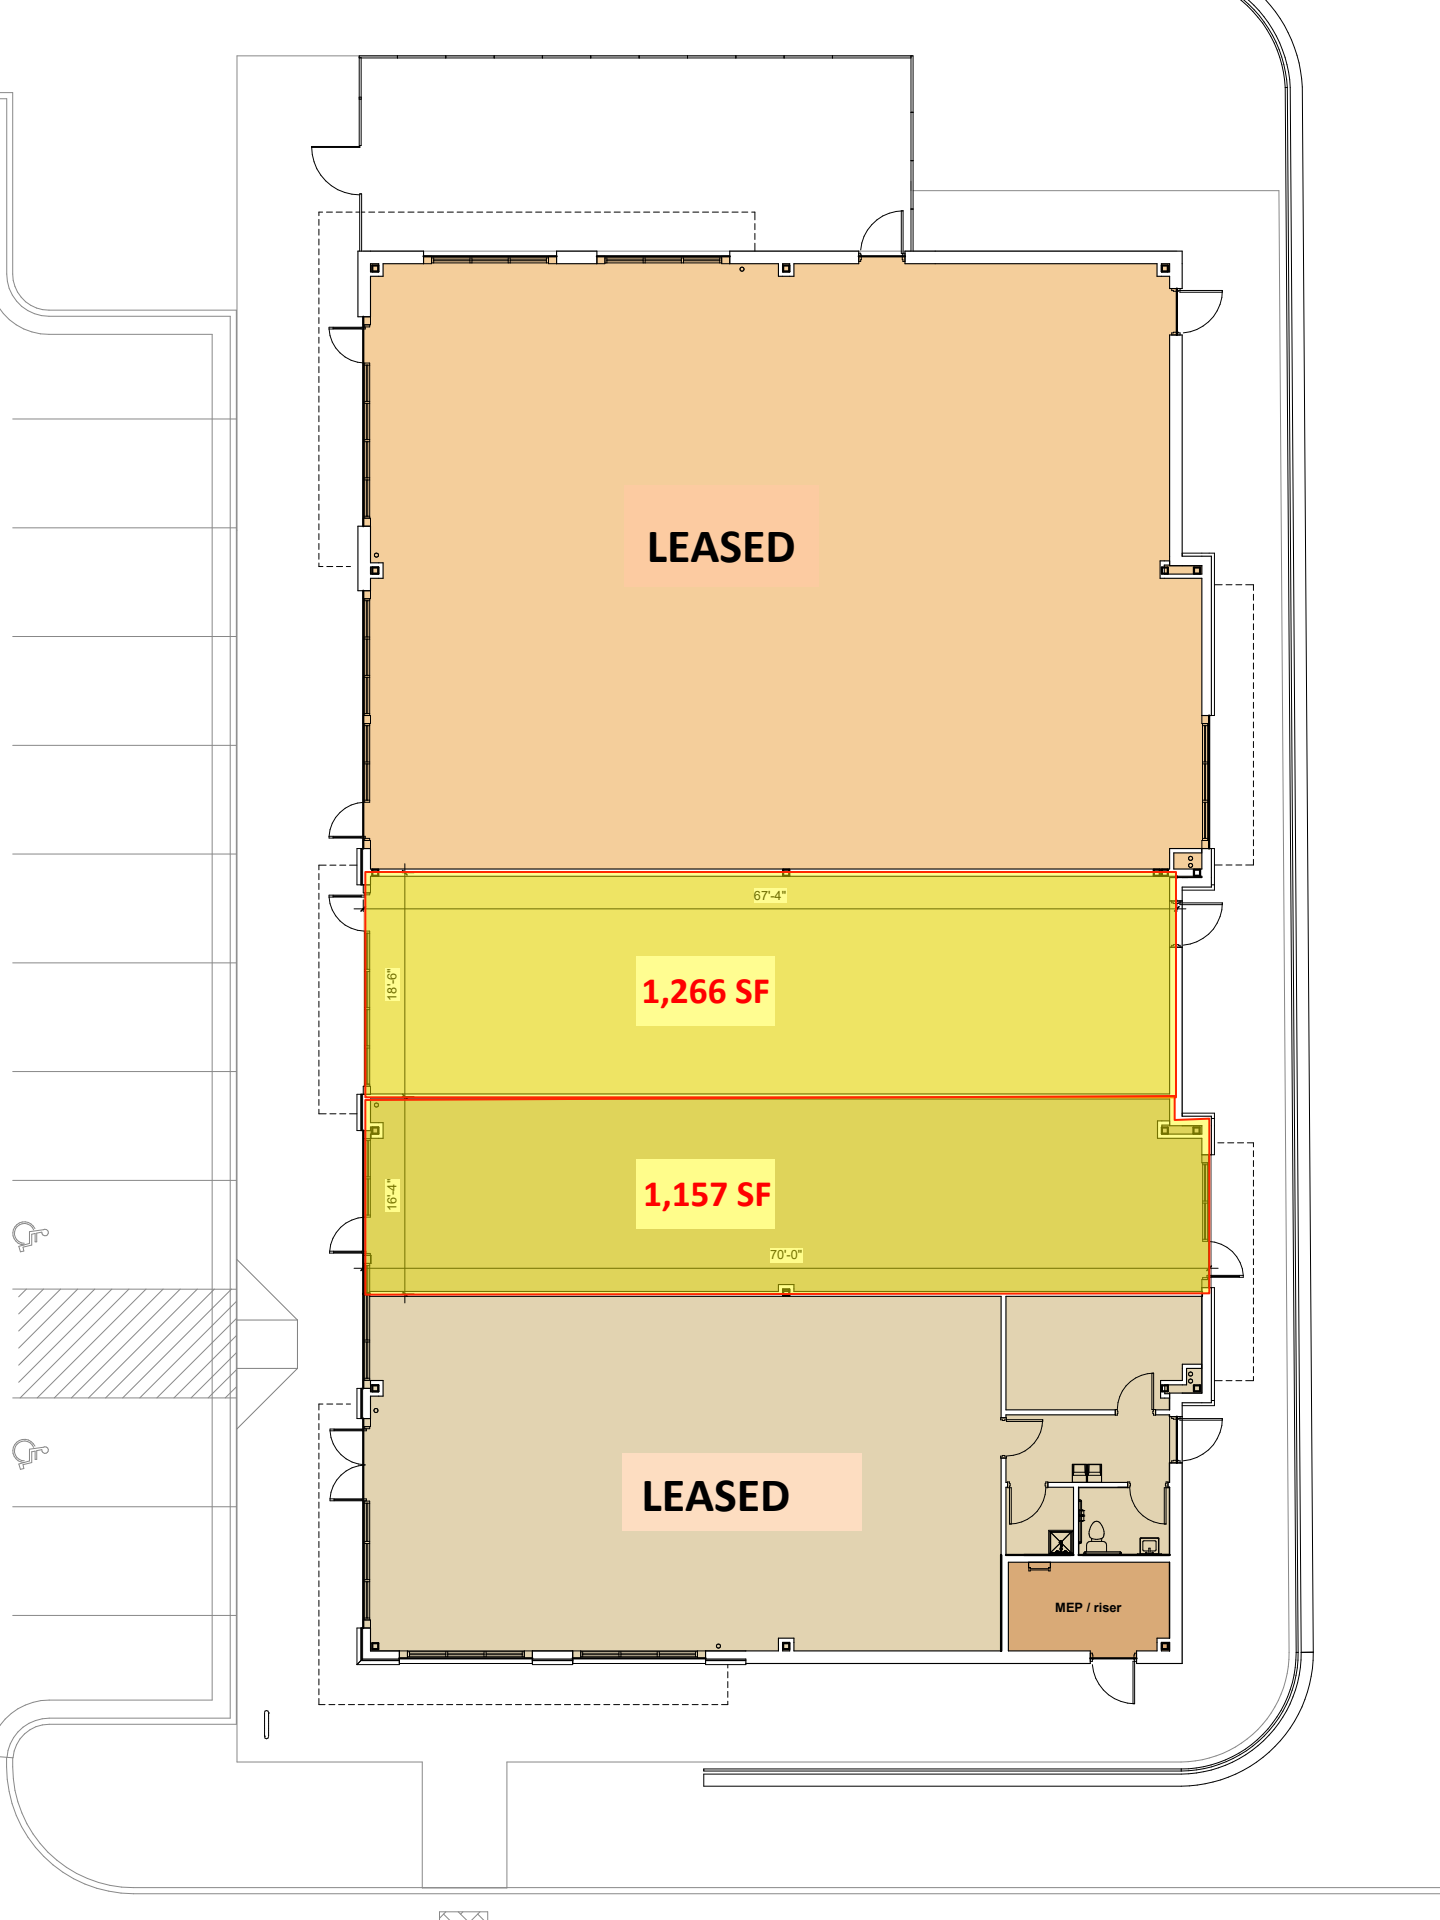 LEASED
67'-4"
18'-6"
1,266 SF
16'-4"
1,157 SF
70'-0"
LEASED
MEP / riser